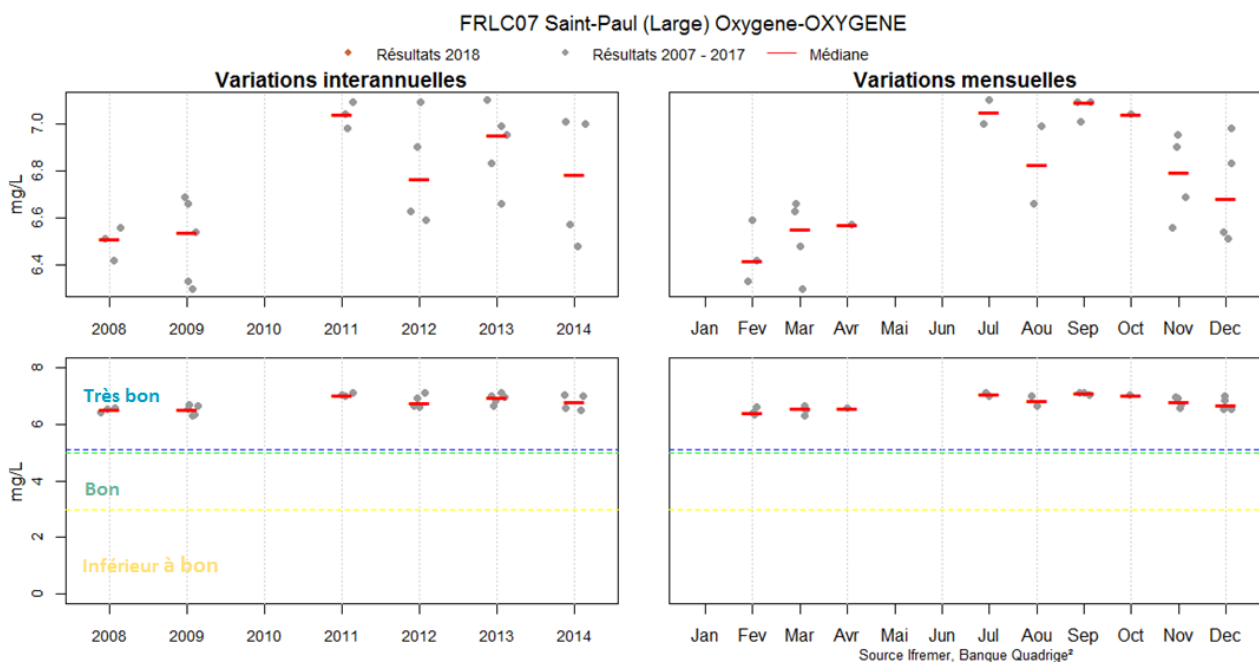 FRLC07 Saint-Paul (Large) Oxygene-OXYGENE
Résultats 2018 Résultats 2007 - 2017 Médiane
Variations interannuelles
mg/L
7.0
6.8
6.6
6.4
2008 2009 2010 2011 2012 2013 2014
Variations mensuelles
Jan Fev Mar Avr Mai Jun Jul Aou Sep Oct Nov Dec
mg/L
8
6
4
2
0
Très bon
Bon
Inférieur à bon
2008 2009 2010 2011 2012 2013 2014
Jan Fev Mar Avr Mai Jun Jul Aou Sep Oct Nov Dec
Source Ifremer, Banque Quadrige²